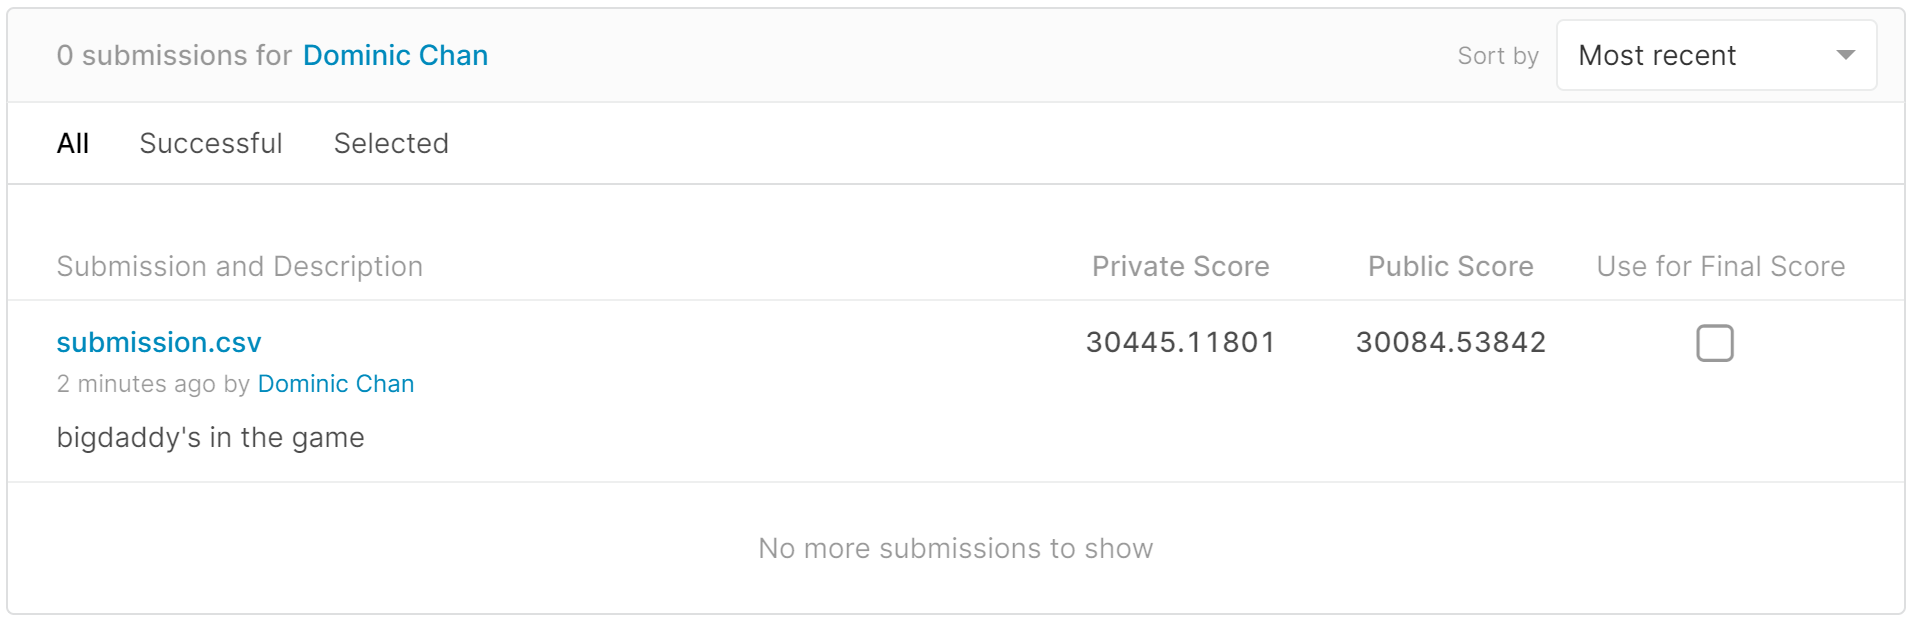 0 submissions for Dominic Chan
Sort by Most recent
All Successful Selected
Submission and Description Private Score Public Score Use for Final Score
submission.csv 30445.11801 30084.53842
2 minutes ago by Dominic Chan
bigdaddy's in the game
No more submissions to show